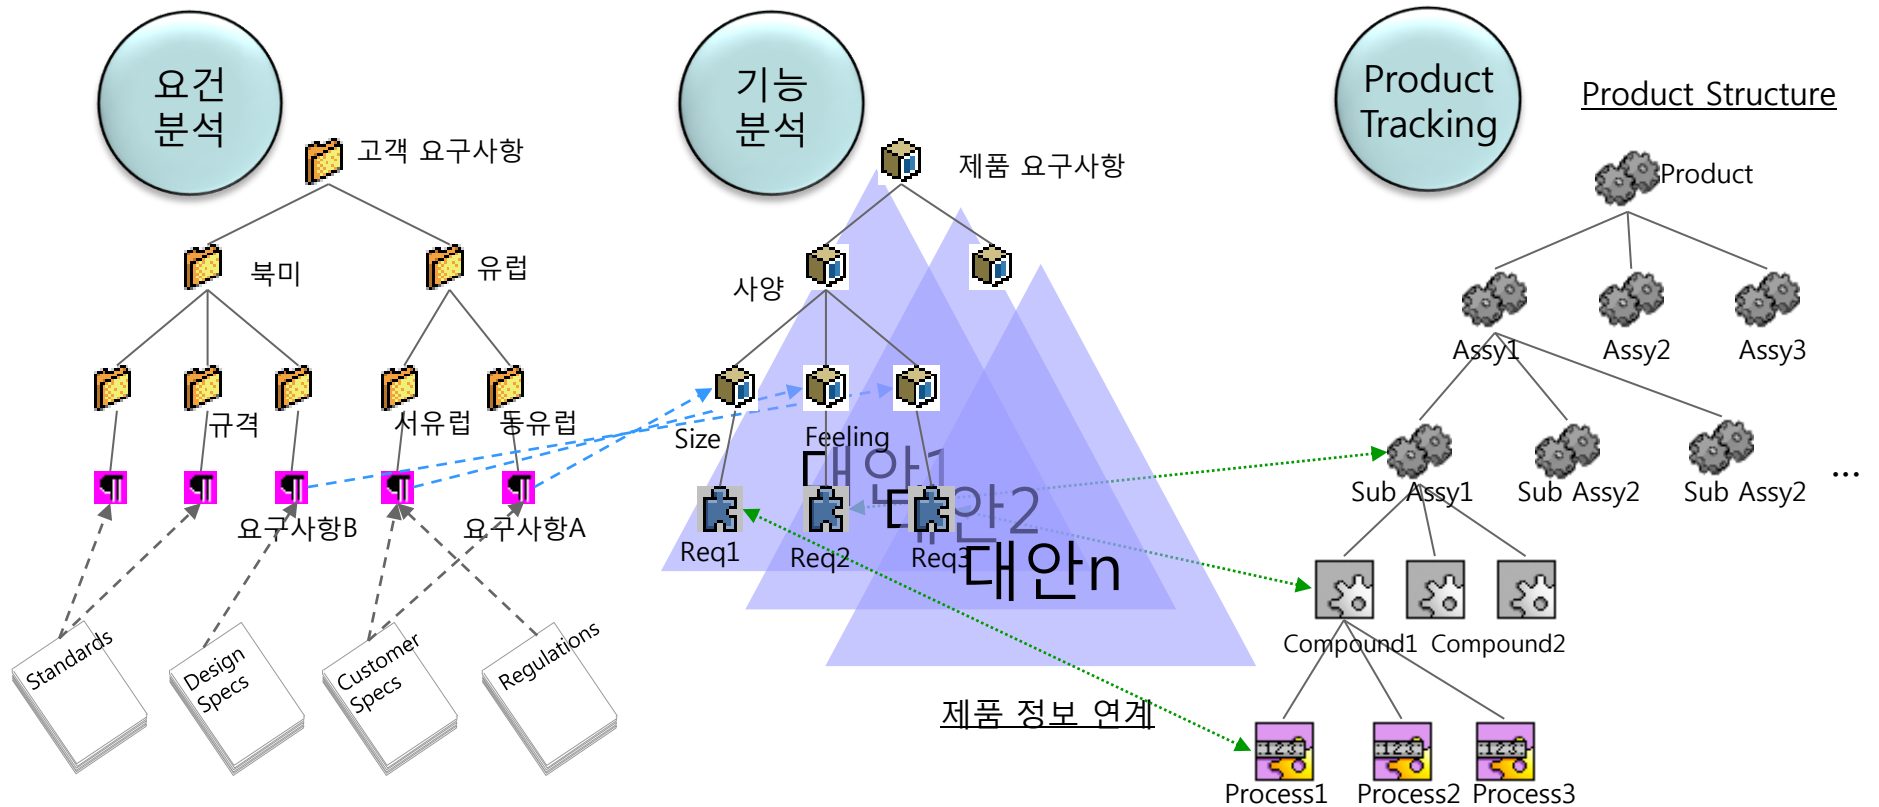 요건
분석
고객 요구사항
북미
유럽
규격
서유럽
동유럽
요구사항B
요구사항A
Standards
Design
Specs
Customer
Specs
Regulations
기능
분석
제품 요구사항
사양
Size
Feeling
대안1
대안2
대안n
Req1
Req2
Req3
제품 정보 연계
Product
Tracking
Product Structure
Product
Assy1
Assy2
Assy3
Sub Assy1
Sub Assy2
Sub Assy2
...
Compound1
Compound2
123
123
123
Process1
Process2
Process3